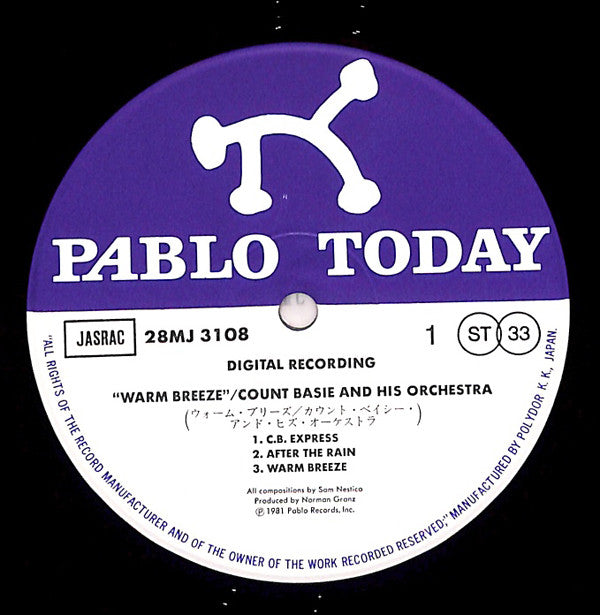 PABLO TODAY
JASRAC 28MJ 3108 1 ST 33
DIGITAL RECORDING
"WARM BREEZE"/COUNT BASIE AND HIS ORCHESTRA
(ウォーム・ブリーズ/カウント・ベイシー・
アンド・ヒズ・オーケストラ)
1. C.B. EXPRESS
2. AFTER THE RAIN
3. WARM BREEZE
All compositions by Sam Nestico
Produced by Norman Granz
Ⓟ 1981 Pablo Records, Inc.
"ALL RIGHTS OF THE RECORD MANUFACTURER AND OF THE OWNER OF THE WORK RECORDED RESERVED;" MANUFACTURED BY POLYDOR K. K., JAPAN.